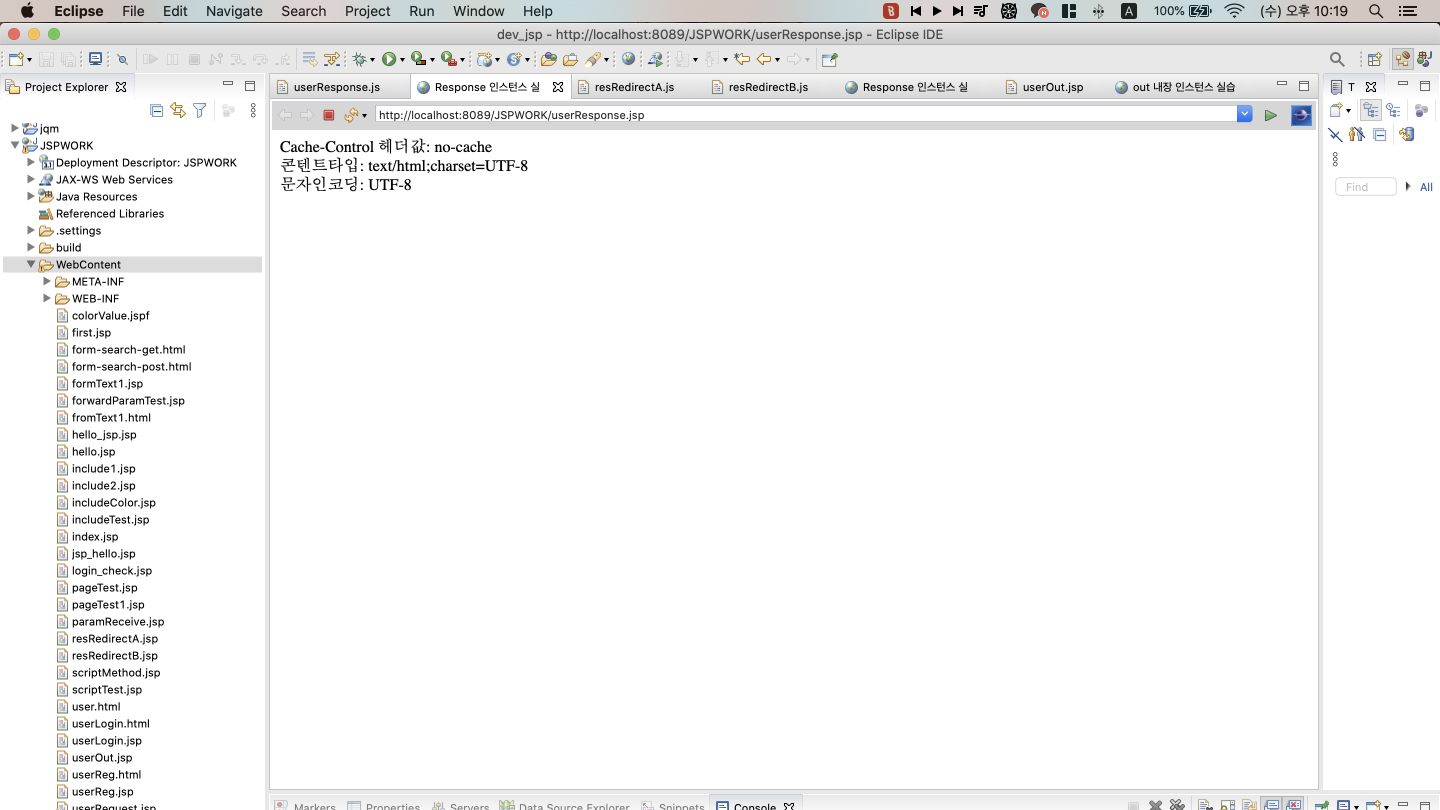 Eclipse File Edit Navigate Search Project Run Window Help 100% (수) 오후 10:19
dev_jsp - http://localhost:8089/JSPWORK/userResponse.jsp - Eclipse IDE
Project Explorer
userResponse.js Response 인스턴스 실 resRedirectA.js resRedirectB.js Response 인스턴스 실 userOut.jsp out 내장 인스턴스 실습 T
http://localhost:8089/JSPWORK/userResponse.jsp
jqm
JSPWORK
Deployment Descriptor: JSPWORK
JAX-WS Web Services
Java Resources
Referenced Libraries
.settings
build
WebContent
META-INF
WEB-INF
colorValue.jspf
first.jsp
form-search-get.html
form-search-post.html
formText1.jsp
forwardParamTest.jsp
fromText1.html
hello_jsp.jsp
hello.jsp
include1.jsp
include2.jsp
includeColor.jsp
includeTest.jsp
index.jsp
jsp_hello.jsp
login_check.jsp
pageTest.jsp
pageTest1.jsp
paramReceive.jsp
resRedirectA.jsp
resRedirectB.jsp
scriptMethod.jsp
scriptTest.jsp
user.html
userLogin.html
userLogin.jsp
userOut.jsp
userReg.html
userReg.jsp
userRequest.jsp
Cache-Control 헤더값: no-cache
콘텐트타입: text/html;charset=UTF-8
문자인코딩: UTF-8
Find All
Markers Properties Servers Data Source Explorer Snippets Console